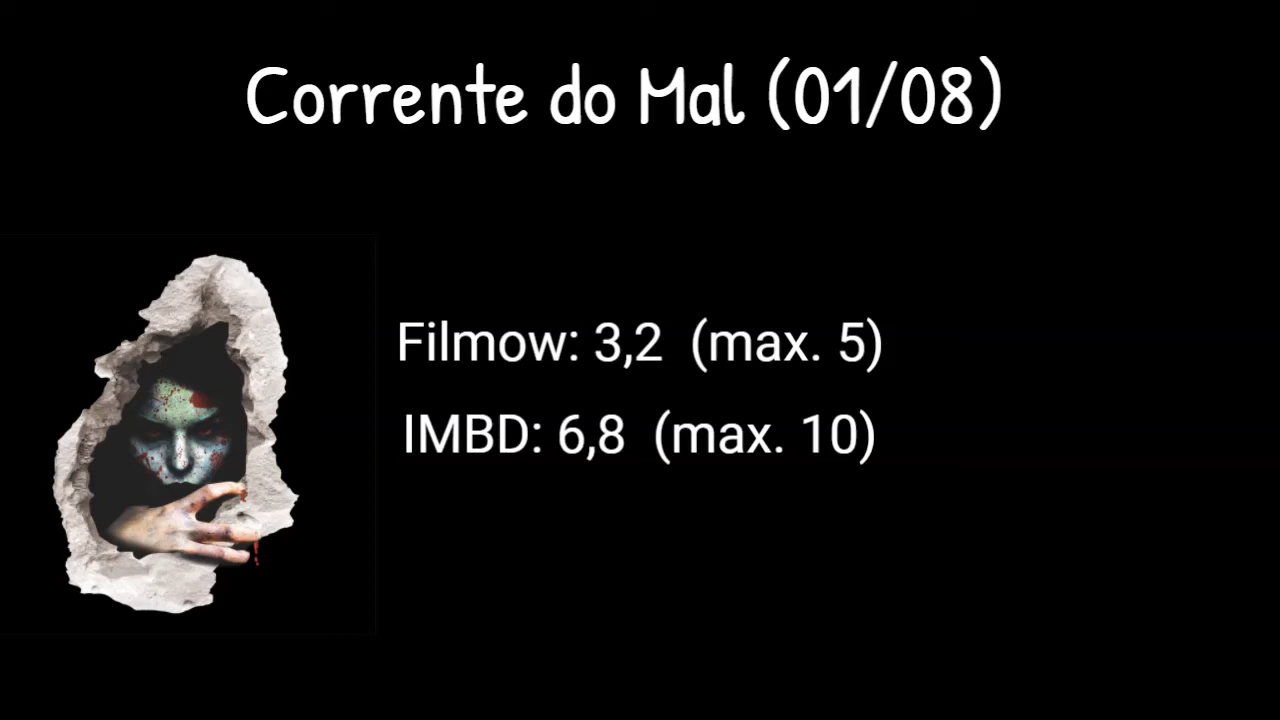 Corrente do Mal (01/08)
Filmow: 3,2 (max. 5)
IMBD: 6,8 (max. 10)